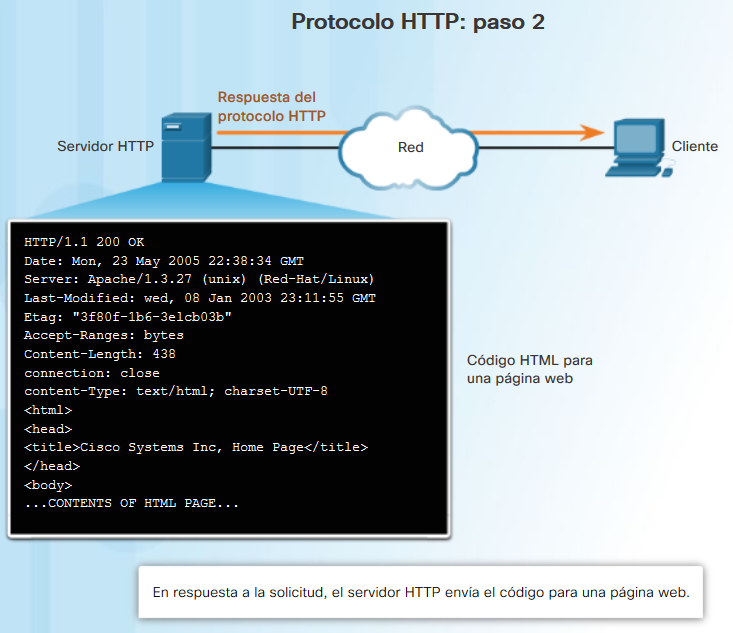 Protocolo HTTP: paso 2
Respuesta del
protocolo HTTP
Servidor HTTP
Red
Cliente
HTTP/1.1 200 OK
Date: Mon, 23 May 2005 22:38:34 GMT
Server: Apache/1.3.27 (unix) (Red-Hat/Linux)
Last-Modified: wed, 08 Jan 2003 23:11:55 GMT
Etag: "3f80f-1b6-3elcb03b"
Accept-Ranges: bytes
Content-Length: 438
connection: close
content-Type: text/html; charset-UTF-8
<html>
<head>
<title>Cisco Systems Inc, Home Page</title>
</head>
<body>
...CONTENTS OF HTML PAGE...
Código HTML para
una página web
En respuesta a la solicitud, el servidor HTTP envía el código para una página web.